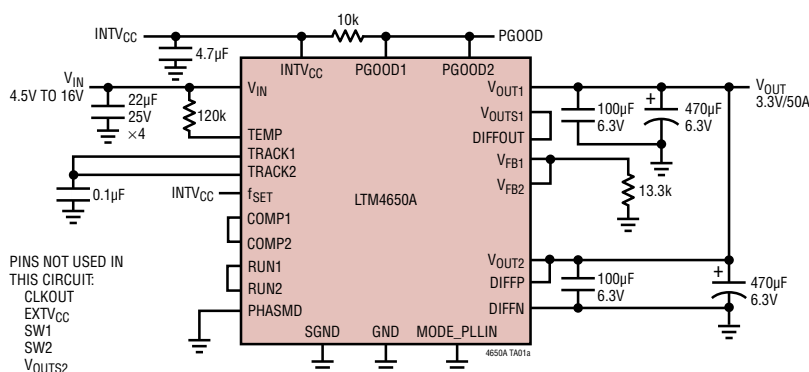 INTVCC
10k
PGOOD
4.7µF
VIN
4.5V TO 16V
22µF
25V
×4
120k
0.1µF
INTVCC
INTVCC
PGOOD1
PGOOD2
VIN
TEMP
TRACK1
TRACK2
fSET
COMP1
COMP2
RUN1
RUN2
PHASMD
LTM4650A
SGND
GND
MODE_PLLIN
VOUT1
VOUTS1
DIFFOUT
VFB1
VFB2
VOUT2
DIFFP
DIFFN
100µF
6.3V
+
470µF
6.3V
VOUT
3.3V/50A
13.3k
100µF
6.3V
+
470µF
6.3V
4650A TA01a
PINS NOT USED IN
THIS CIRCUIT:
CLKOUT
EXTVCC
SW1
SW2
VOUTS2